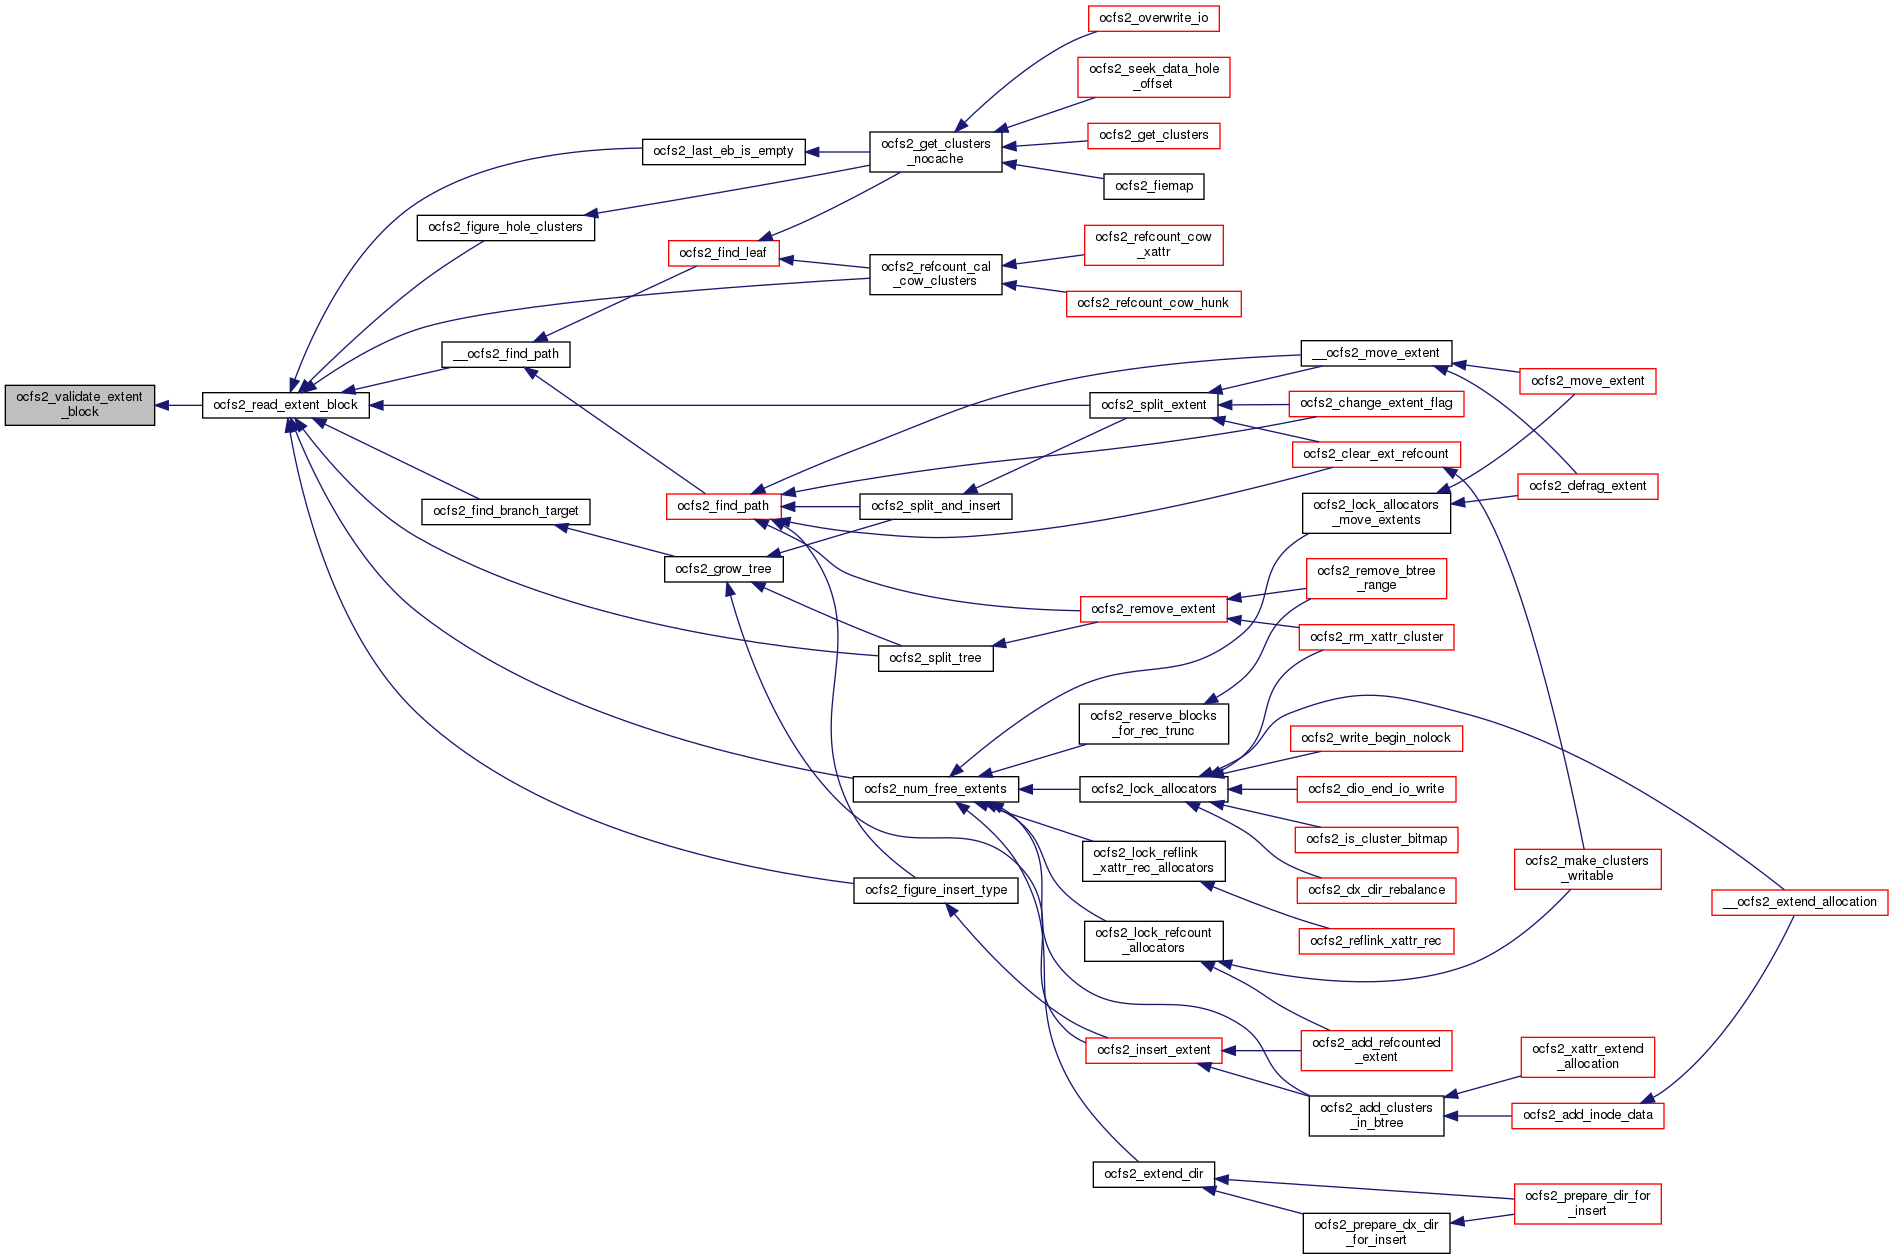 ocfs2_overwrite_io
ocfs2_seek_data_hole
_offset
ocfs2_get_clusters
ocfs2_last_eb_is_empty
ocfs2_get_clusters
_nocache
ocfs2_fiemap
ocfs2_figure_hole_clusters
ocfs2_find_leaf
ocfs2_refcount_cow
_xattr
ocfs2_refcount_cal
_cow_clusters
ocfs2_refcount_cow_hunk
__ocfs2_find_path
__ocfs2_move_extent
ocfs2_move_extent
ocfs2_validate_extent
_block
ocfs2_read_extent_block
ocfs2_split_extent
ocfs2_change_extent_flag
ocfs2_clear_ext_refcount
ocfs2_defrag_extent
ocfs2_find_branch_target
ocfs2_find_path
ocfs2_split_and_insert
ocfs2_lock_allocators
_move_extents
ocfs2_grow_tree
ocfs2_remove_btree
_range
ocfs2_remove_extent
ocfs2_rm_xattr_cluster
ocfs2_split_tree
ocfs2_reserve_blocks
_for_rec_trunc
ocfs2_write_begin_nolock
ocfs2_num_free_extents
ocfs2_lock_allocators
ocfs2_dio_end_io_write
ocfs2_is_cluster_bitmap
ocfs2_lock_reflink
_xattr_rec_allocators
ocfs2_make_clusters
_writable
ocfs2_figure_insert_type
ocfs2_dx_dir_rebalance
__ocfs2_extend_allocation
ocfs2_lock_refcount
_allocators
ocfs2_reflink_xattr_rec
ocfs2_insert_extent
ocfs2_add_refcounted
_extent
ocfs2_xattr_extend
_allocation
ocfs2_add_clusters
_in_btree
ocfs2_add_inode_data
ocfs2_extend_dir
ocfs2_prepare_dir_for
_insert
ocfs2_prepare_dx_dir
_for_insert